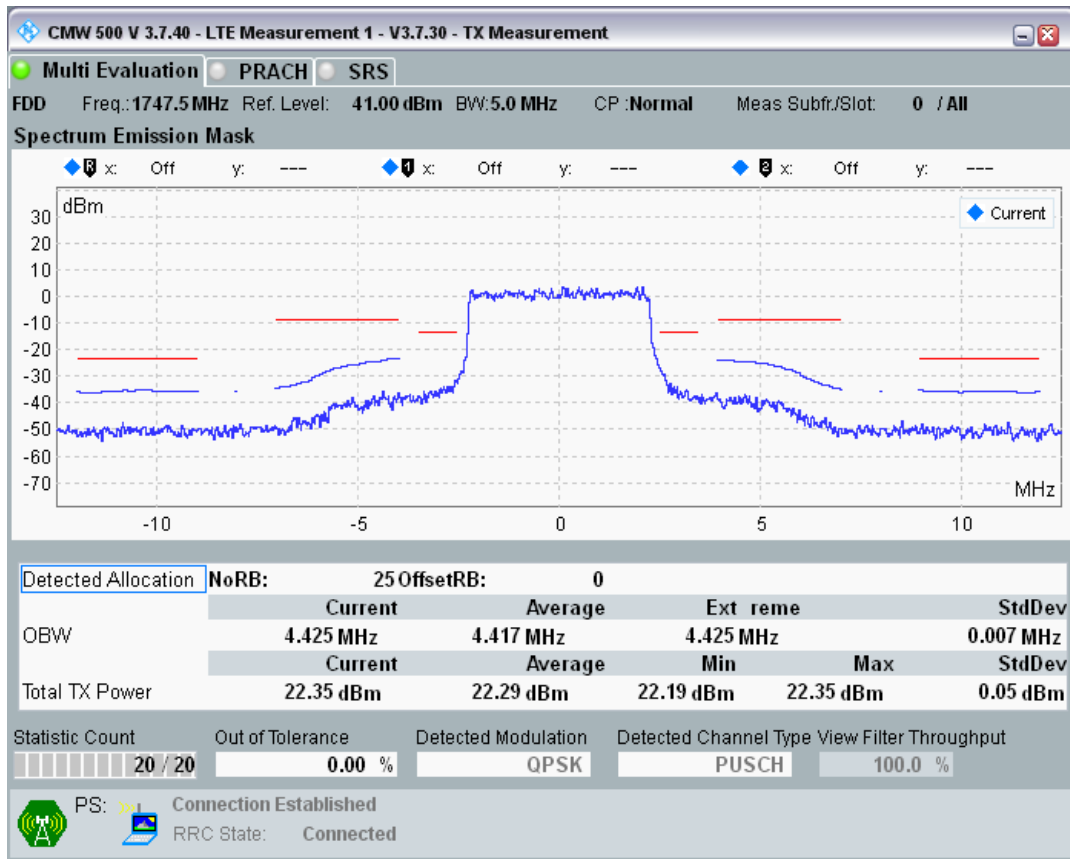 CMW 500 V 3.7.40 - LTE Measurement 1 - V3.7.30 - TX Measurement
Multi Evaluation PRACH SRS
FDD Freq.: 1747.5 MHz Ref. Level: 41.00 dBm BW: 5.0 MHz CP : Normal Meas Subfr./Slot: 0 / All
Spectrum Emission Mask
R x: Off y: --- 1 x: Off y: --- 2 x: Off y: ---
dBm
Current
30
20
10
0
-10
-20
-30
-40
-50
-60
-70
MHz
-10 -5 0 5 10
Detected Allocation NoRB: 25 OffsetRB: 0
Current Average Ext reme StdDev
OBW 4.425 MHz 4.417 MHz 4.425 MHz 0.007 MHz
Current Average Min Max StdDev
Total TX Power 22.35 dBm 22.29 dBm 22.19 dBm 22.35 dBm 0.05 dBm
Statistic Count Out of Tolerance Detected Modulation Detected Channel Type View Filter Throughput
20 / 20 0.00 % QPSK PUSCH 100.0 %
PS: Connection Established
RRC State: Connected